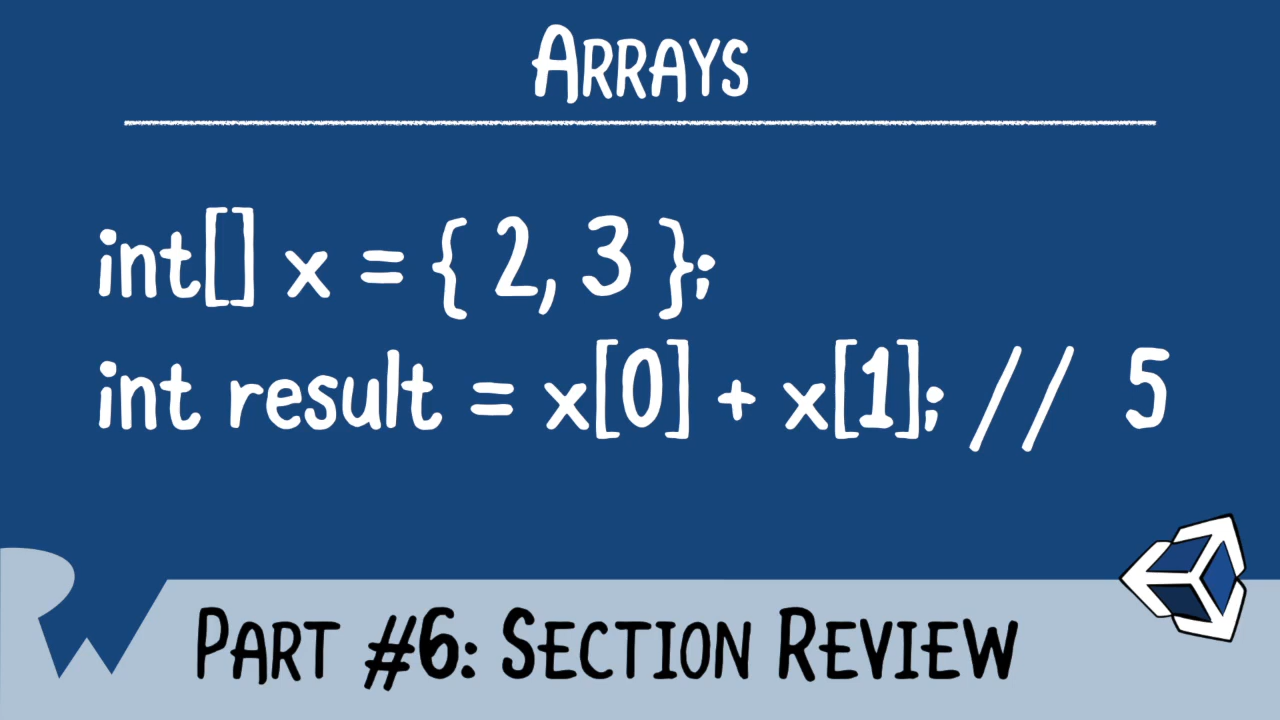 Arrays
int[] x = { 2, 3 };
int result = x[0] + x[1]; // 5
Part #6: Section Review